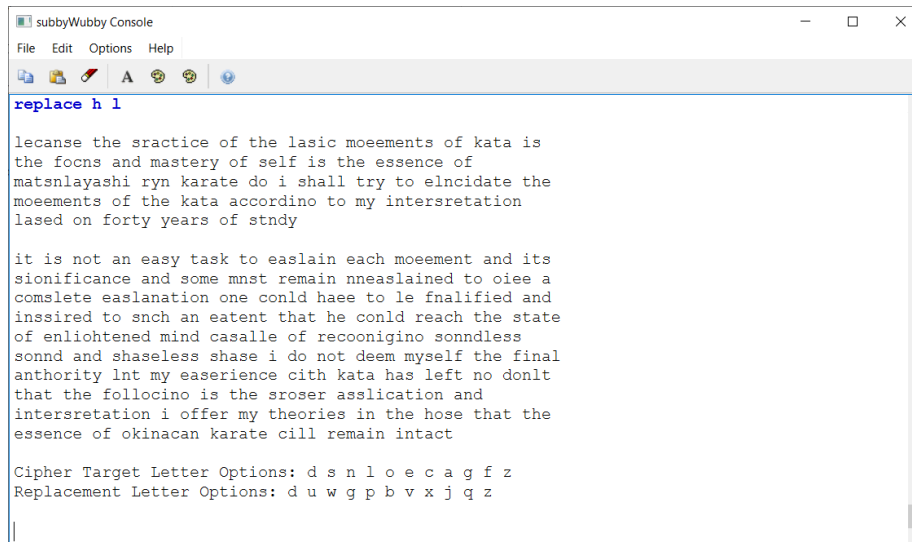 subbyWubby Console
File Edit Options Help
replace h l
lecanse the sractice of the lasic moeements of kata is
the focns and mastery of self is the essence of
matsnlayashi ryn karate do i shall try to elncidate the
moeements of the kata accordino to my intersretation
lased on forty years of stndy
it is not an easy task to easlain each moeement and its
sionificance and some mnst remain nneaslained to oiee a
comslete easlanation one conld haee to le fnalified and
inssired to snch an eatent that he conld reach the state
of enliohtened mind casalle of recoonigino sonndless
sonnd and shaseless shase i do not deem myself the final
anthority lnt my easerience cith kata has left no donlt
that the follocino is the sroser asslication and
intersretation i offer my theories in the hose that the
essence of okinacan karate cill remain intact
Cipher Target Letter Options: d s n l o e c a g f z
Replacement Letter Options: d u w g p b v x j q z